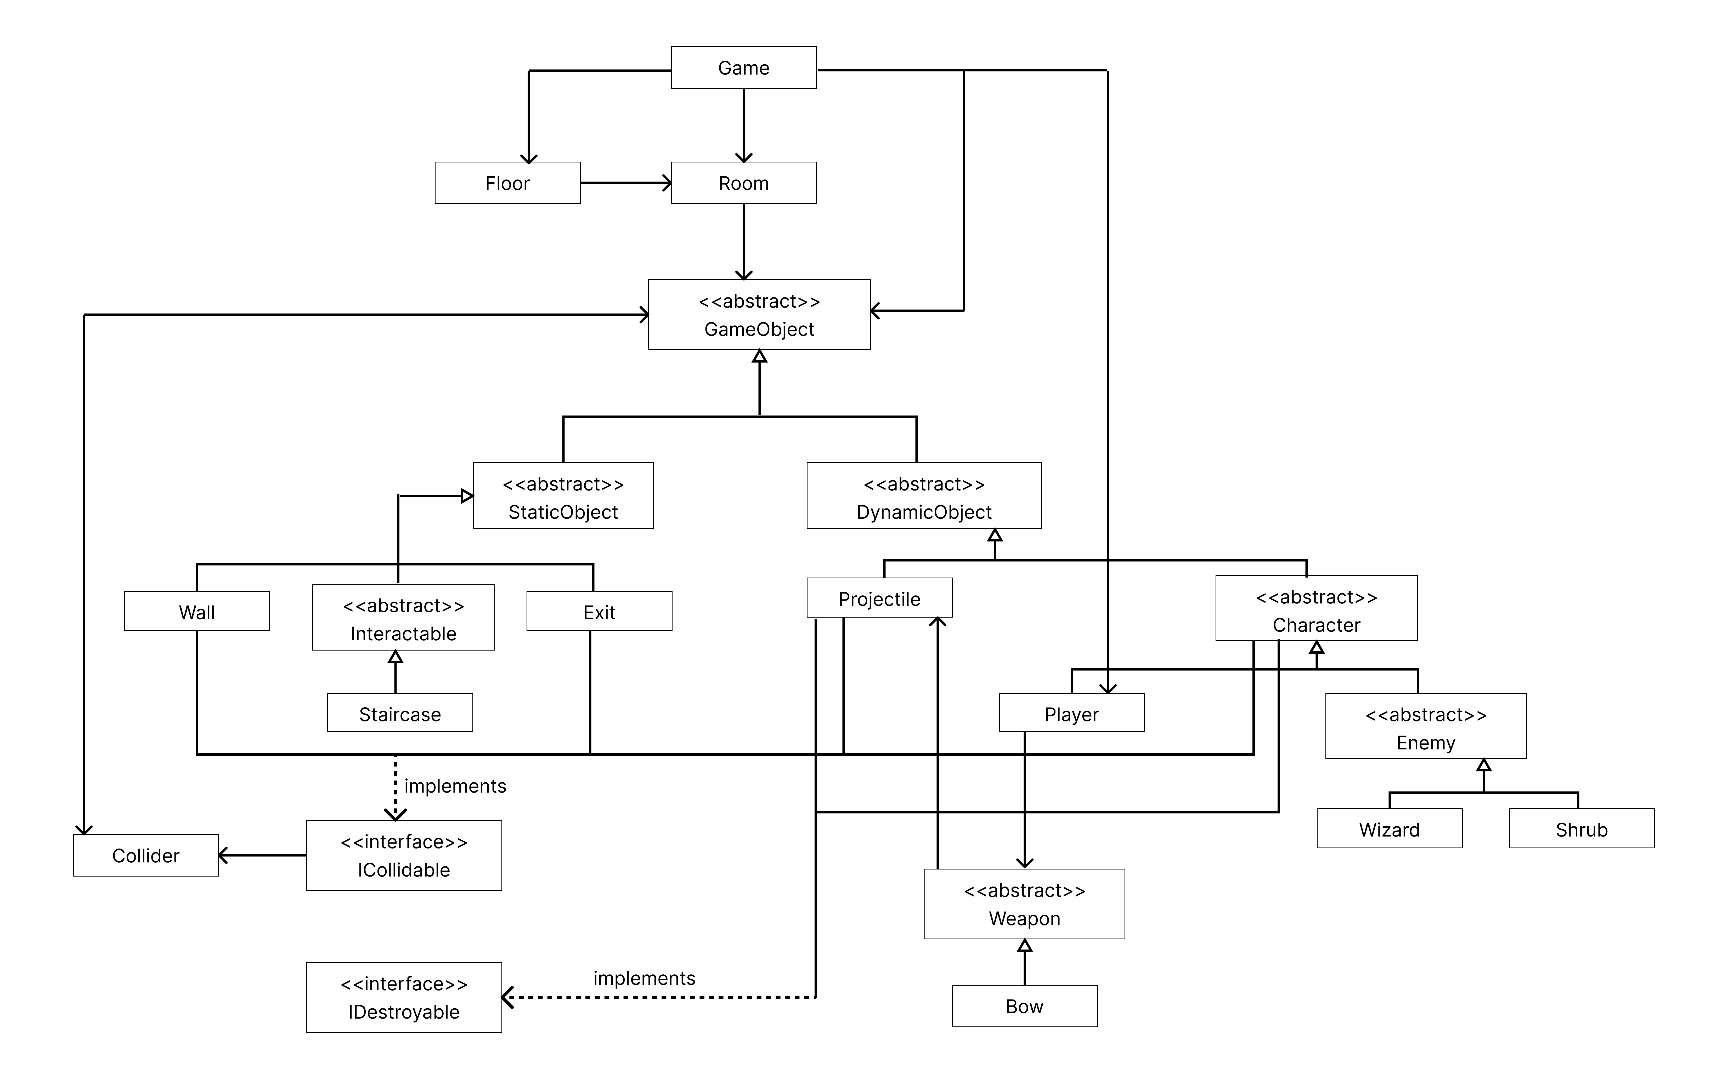 Game
Floor
Room
<<abstract>>
GameObject
<<abstract>>
StaticObject
<<abstract>>
DynamicObject
Wall
<<abstract>>
Interactable
Exit
Projectile
<<abstract>>
Character
Staircase
Player
<<abstract>>
Enemy
implements
Wizard
Shrub
Collider
<<interface>>
ICollidable
<<abstract>>
Weapon
<<interface>>
IDestroyable
implements
Bow